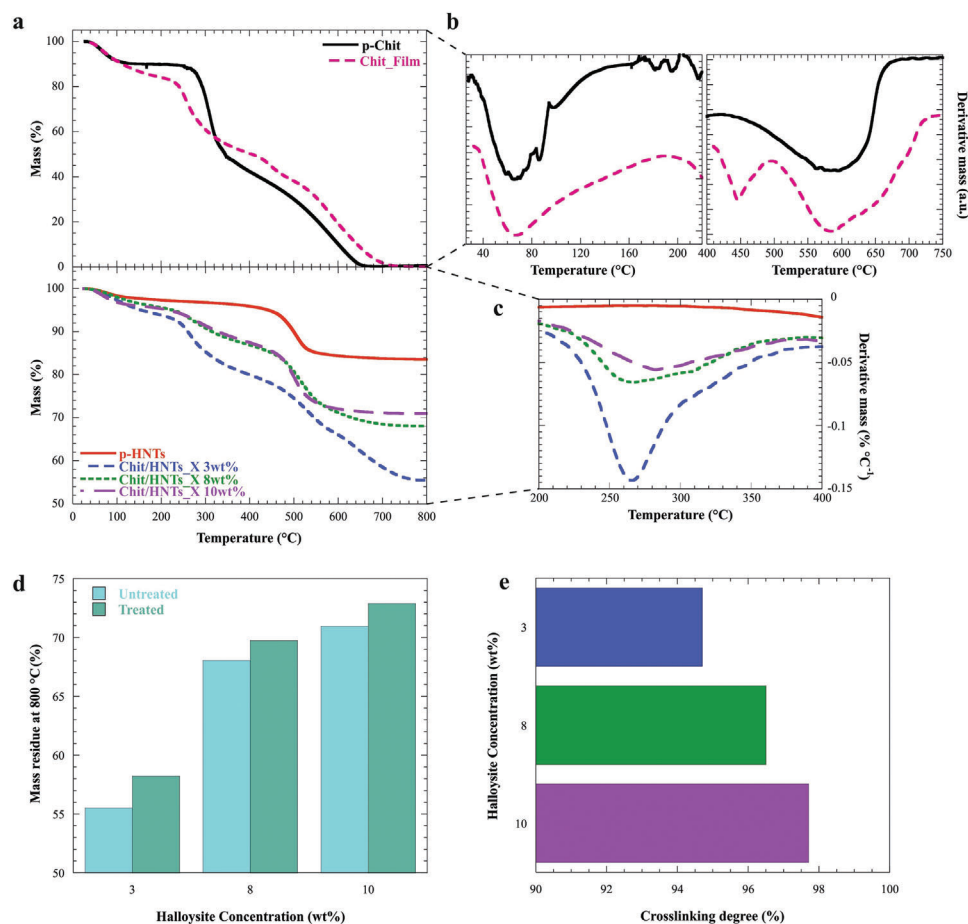 a
p-Chit
Chit_Film
100
80
60
40
20
0
Mass (%)
b
40 80 120 160 200
Temperature (°C)
400 450 500 550 600 650 700 750
Temperature (°C)
Derivative mass (a.u.)
100
90
80
70
60
50
Mass (%)
p-HNTs
Chit/HNTs_X 3wt%
Chit/HNTs_X 8wt%
Chit/HNTs_X 10wt%
0 100 200 300 400 500 600 700 800
Temperature (°C)
c
0
-0.05
-0.1
-0.15
Derivative mass (% °C⁻¹)
200 250 300 350 400
Temperature (°C)
d
75
70
65
60
55
50
Mass residue at 800 °C (%)
Untreated
Treated
3 8 10
Halloysite Concentration (wt%)
e
3
8
10
Halloysite Concentration (wt%)
90 92 94 96 98 100
Crosslinking degree (%)